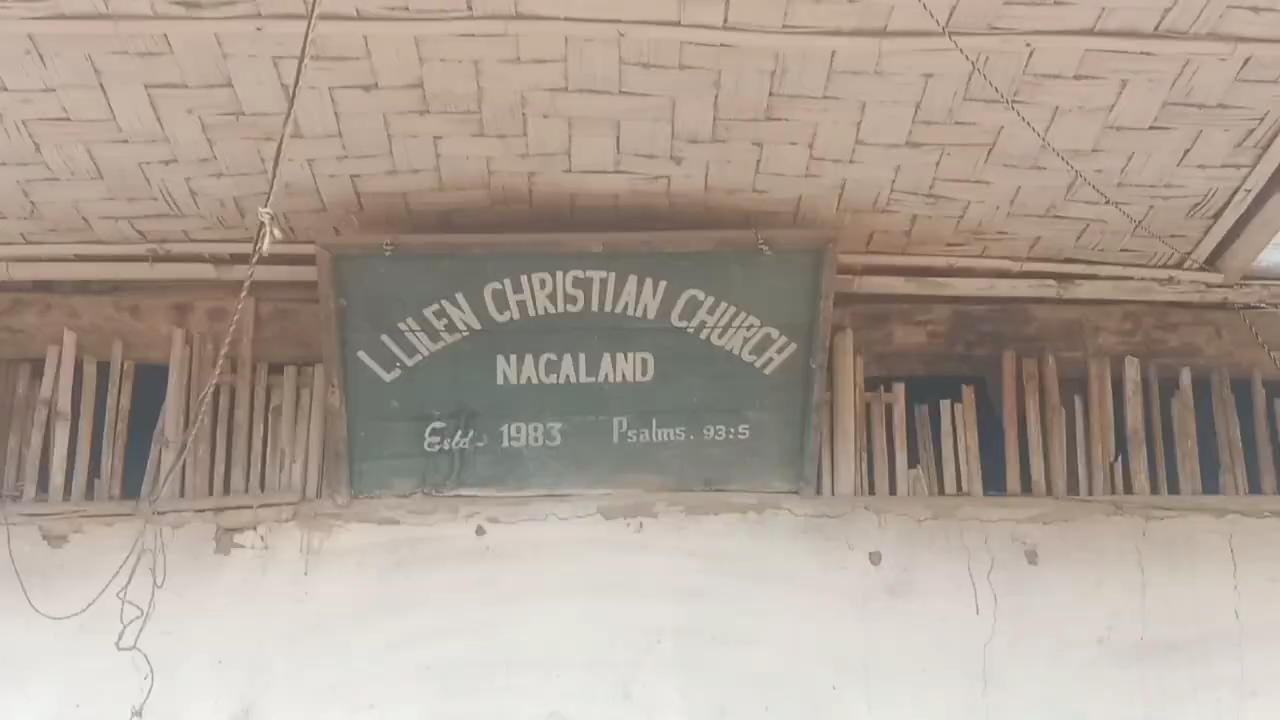 L. LILEN CHRISTIAN CHURCH
NAGALAND
Estd- 1983 Psalms. 93:5